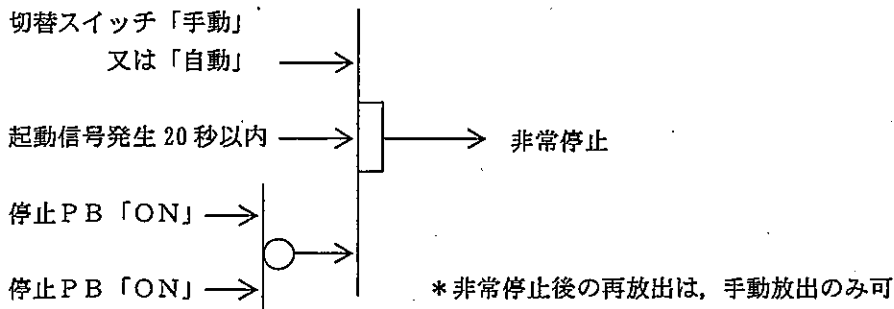 切替スイッチ「手動」
又は「自動」
起動信号発生 20 秒以内
非常停止
停止ＰＢ「ON」
停止ＰＢ「ON」
＊非常停止後の再放出は，手動放出のみ可